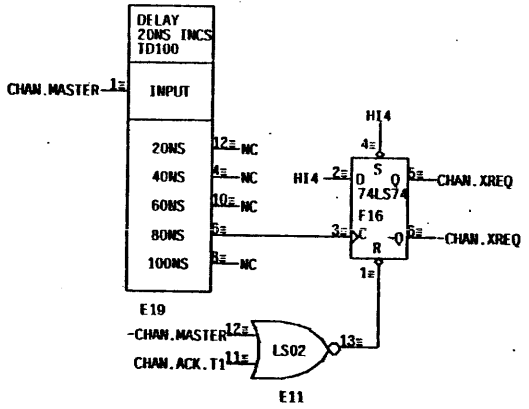 DELAY
20NS INCS
TD100
CHAN.MASTER 1 INPUT
20NS 12 NC
40NS 4 NC
60NS 10 NC
80NS 6
100NS 8 NC
E19
HI4
4
S
HI4 2 D Q 5 CHAN.XREQ
74LS74
F16
3 C -Q 6 -CHAN.XREQ
R
1
-CHAN.MASTER 12
CHAN.ACK.T1 11
LS02 13
E11